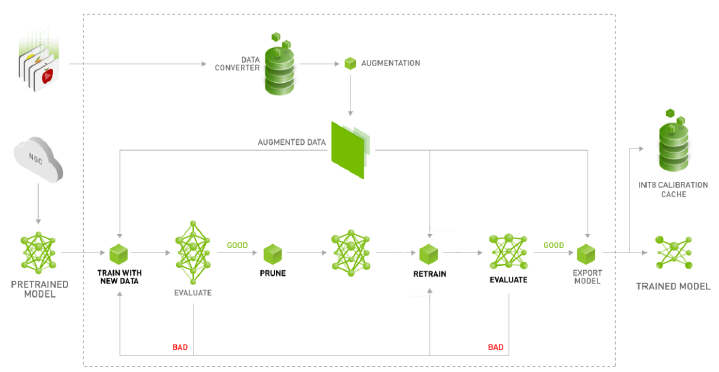 DATA
CONVERTER
AUGMENTATION
AUGMENTED DATA
NGC
INT8 CALIBRATION
CACHE
GOOD
GOOD
TRAIN WITH
NEW DATA
EVALUATE
PRUNE
RETRAIN
EVALUATE
EXPORT
MODEL
PRETRAINED
MODEL
TRAINED MODEL
BAD
BAD